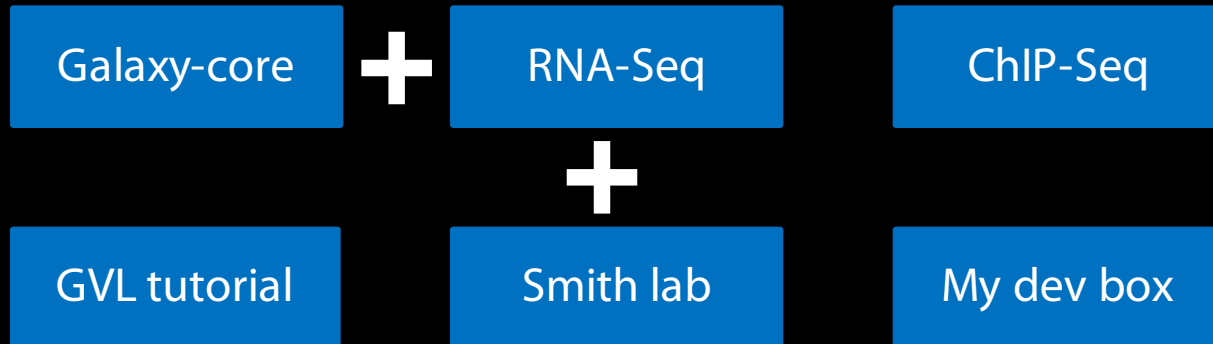 Galaxy-core + RNA-Seq ChIP-Seq
+
GVL tutorial Smith lab My dev box